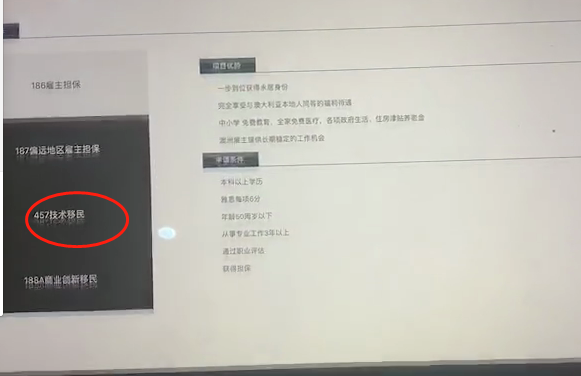 186雇主担保
187偏远地区雇主担保
457技术移民
188A商业创新移民
项目优势
一步到位获得永居身份
完全享受与澳大利亚本地人同等的福利待遇
中小学 免费教育，全家免费医疗，各项政府生活，住房津贴养老金
澳洲雇主提供长期稳定的工作机会
申请条件
本科以上学历
雅思每项6分
年龄50周岁以下
从事专业工作3年以上
通过职业评估
获得担保